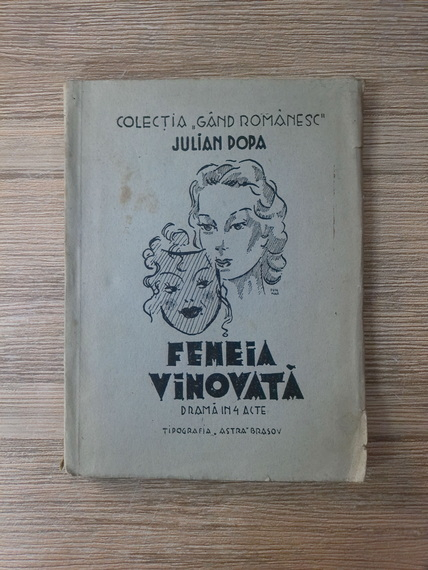 COLECȚIA „GÂND ROMÂNESC"
JULIAN POPA
FEMEIA
VINOVATĂ
DRAMĂ IN 4 ACTE
TIPOGRAFIA „ASTRA" BRAȘOV